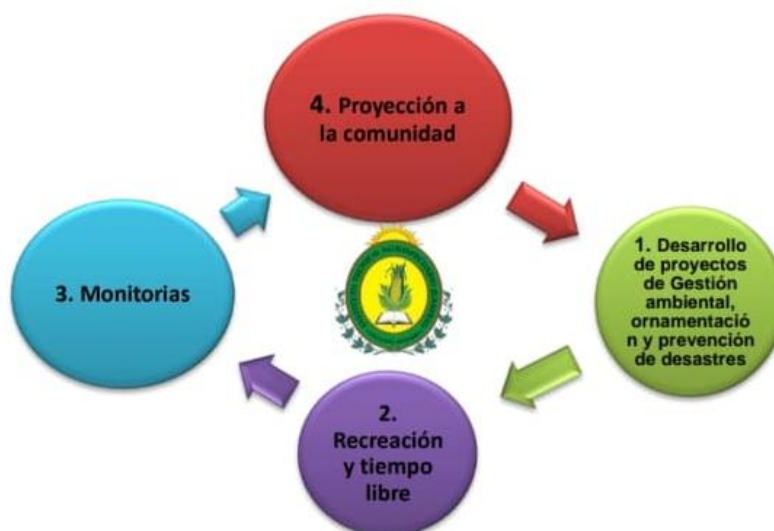 4. Proyección a
la comunidad
1. Desarrollo
de proyectos
de Gestión
ambiental,
ornamentació
n y prevención
de desastres
2.
Recreación
y tiempo
libre
3. Monitorias